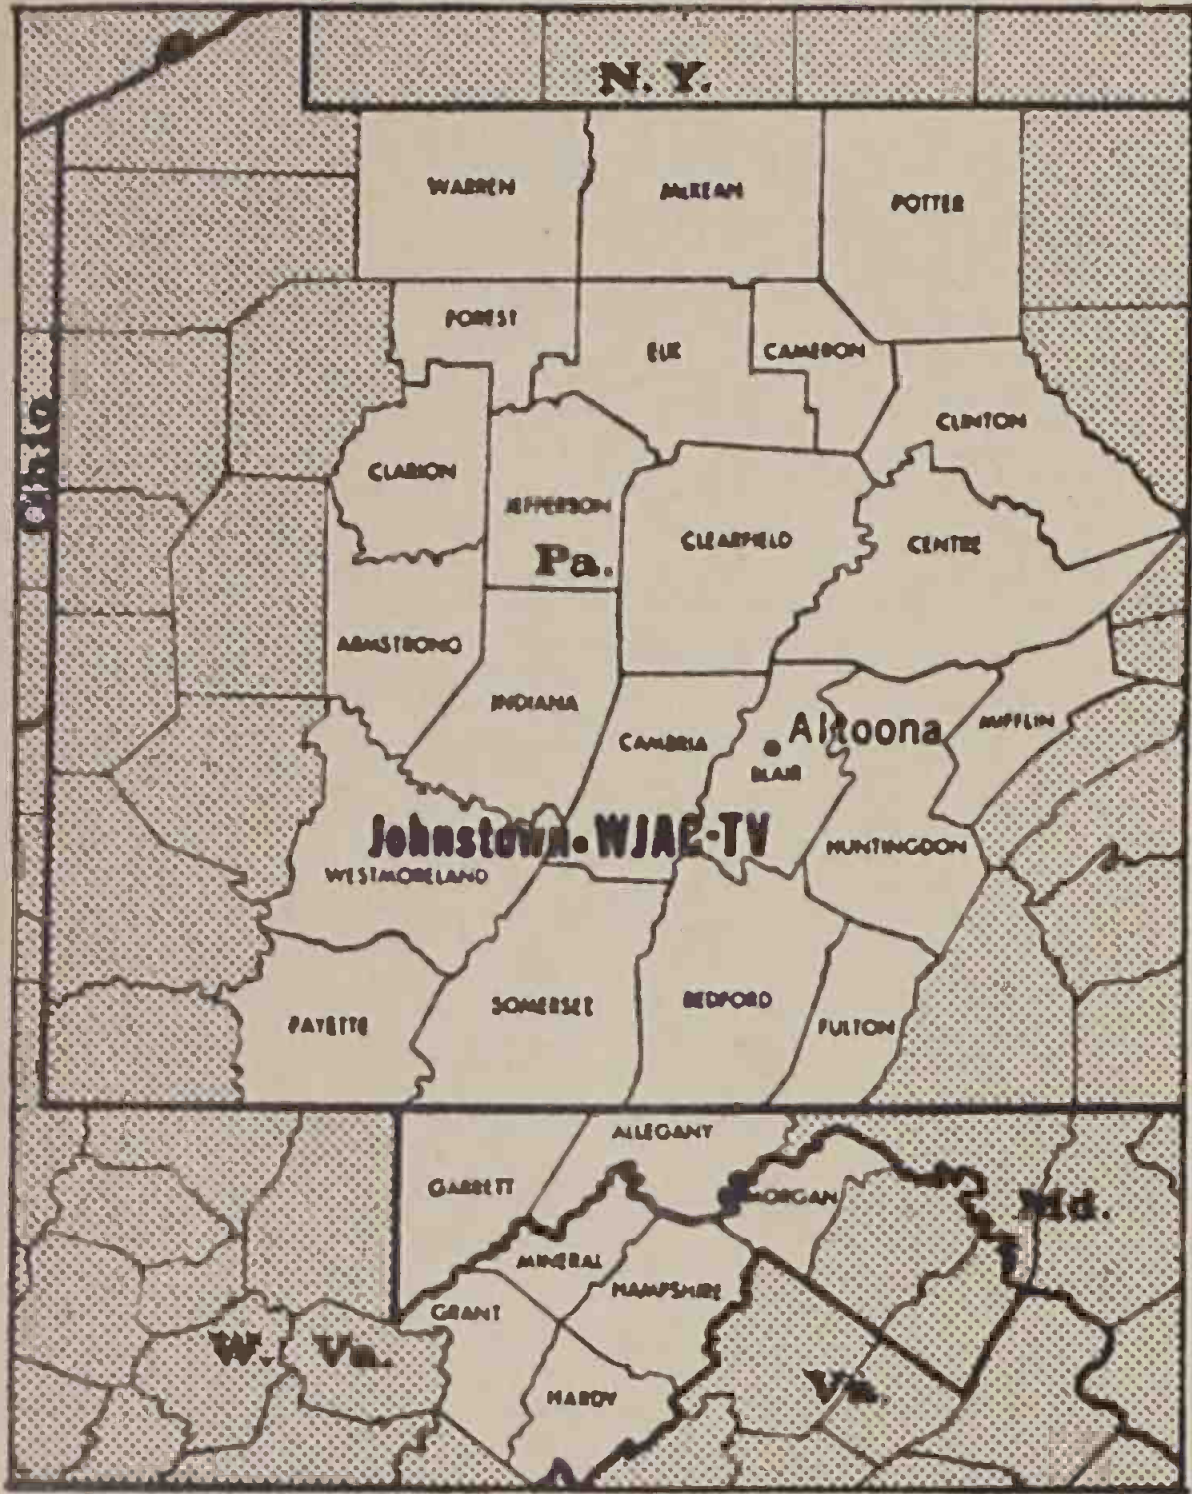 N. Y.
WARREN
McKEAN
POTTER
FOREST
ELK
CAMERON
Ohio
CLINTON
CLARION
JEFFERSON
CLEARFIELD
CENTRE
Pa.
ARMSTRONG
INDIANA
CAMBRIA
Altoona
MIFFLIN
BLAIR
Johnstown • WJAC-TV
HUNTINGDON
WESTMORELAND
SOMERSET
BEDFORD
FAYETTE
FULTON
ALLEGANY
GARRETT
MORGAN
Md.
MINERAL
HAMPSHIRE
GRANT
W. Va.
Va.
HARDY